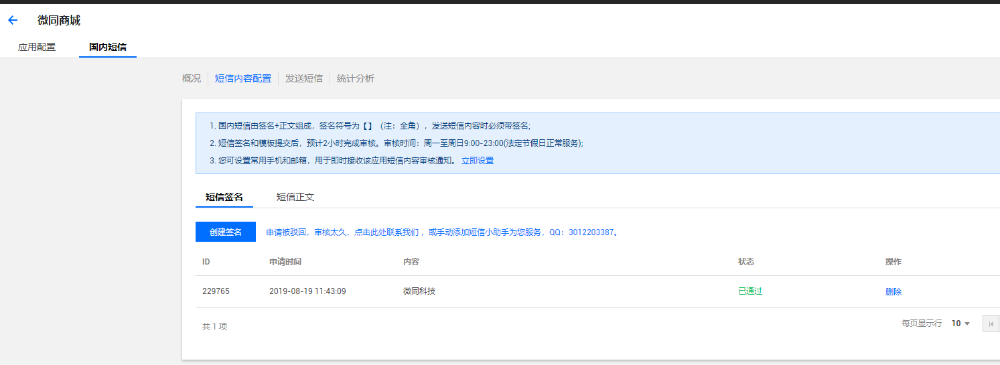 微同商城
应用配置 国内短信
概况 短信内容配置 发送短信 统计分析
1. 国内短信由签名+正文组成，签名符号为【】（注：全角），发送短信内容时必须带签名;
2. 短信签名和模板提交后，预计2小时完成审核。审核时间：周一至周日9:00-23:00(法定节假日正常服务);
3. 您可设置常用手机和邮箱，用于即时接收该应用短信内容审核通知。 立即设置
短信签名 短信正文
创建签名 申请被驳回，审核太久，点击此处联系我们 ，或手动添加短信小助手为您服务，QQ：3012203387。
ID 申请时间 内容 状态 操作
229765 2019-08-19 11:43:09 微同科技 已通过 删除
共 1 项 每页显示行 10